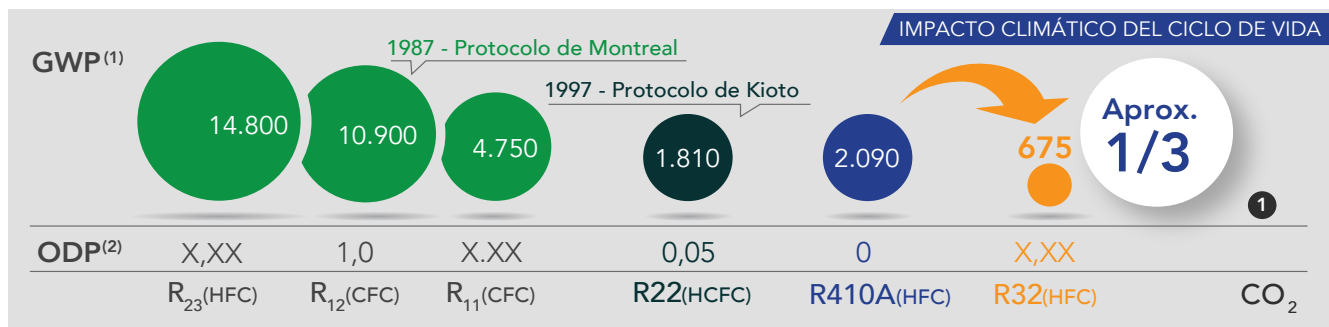 IMPACTO CLIMÁTICO DEL CICLO DE VIDA
GWP(1)
1987 - Protocolo de Montreal
1997 - Protocolo de Kioto
14.800 10.900 4.750 1.810 2.090 675
Aprox.
1/3
1
ODP(2) X,XX 1,0 X.XX 0,05 0 X,XX
R23(HFC) R12(CFC) R11(CFC) R22(HCFC) R410A(HFC) R32(HFC) CO2